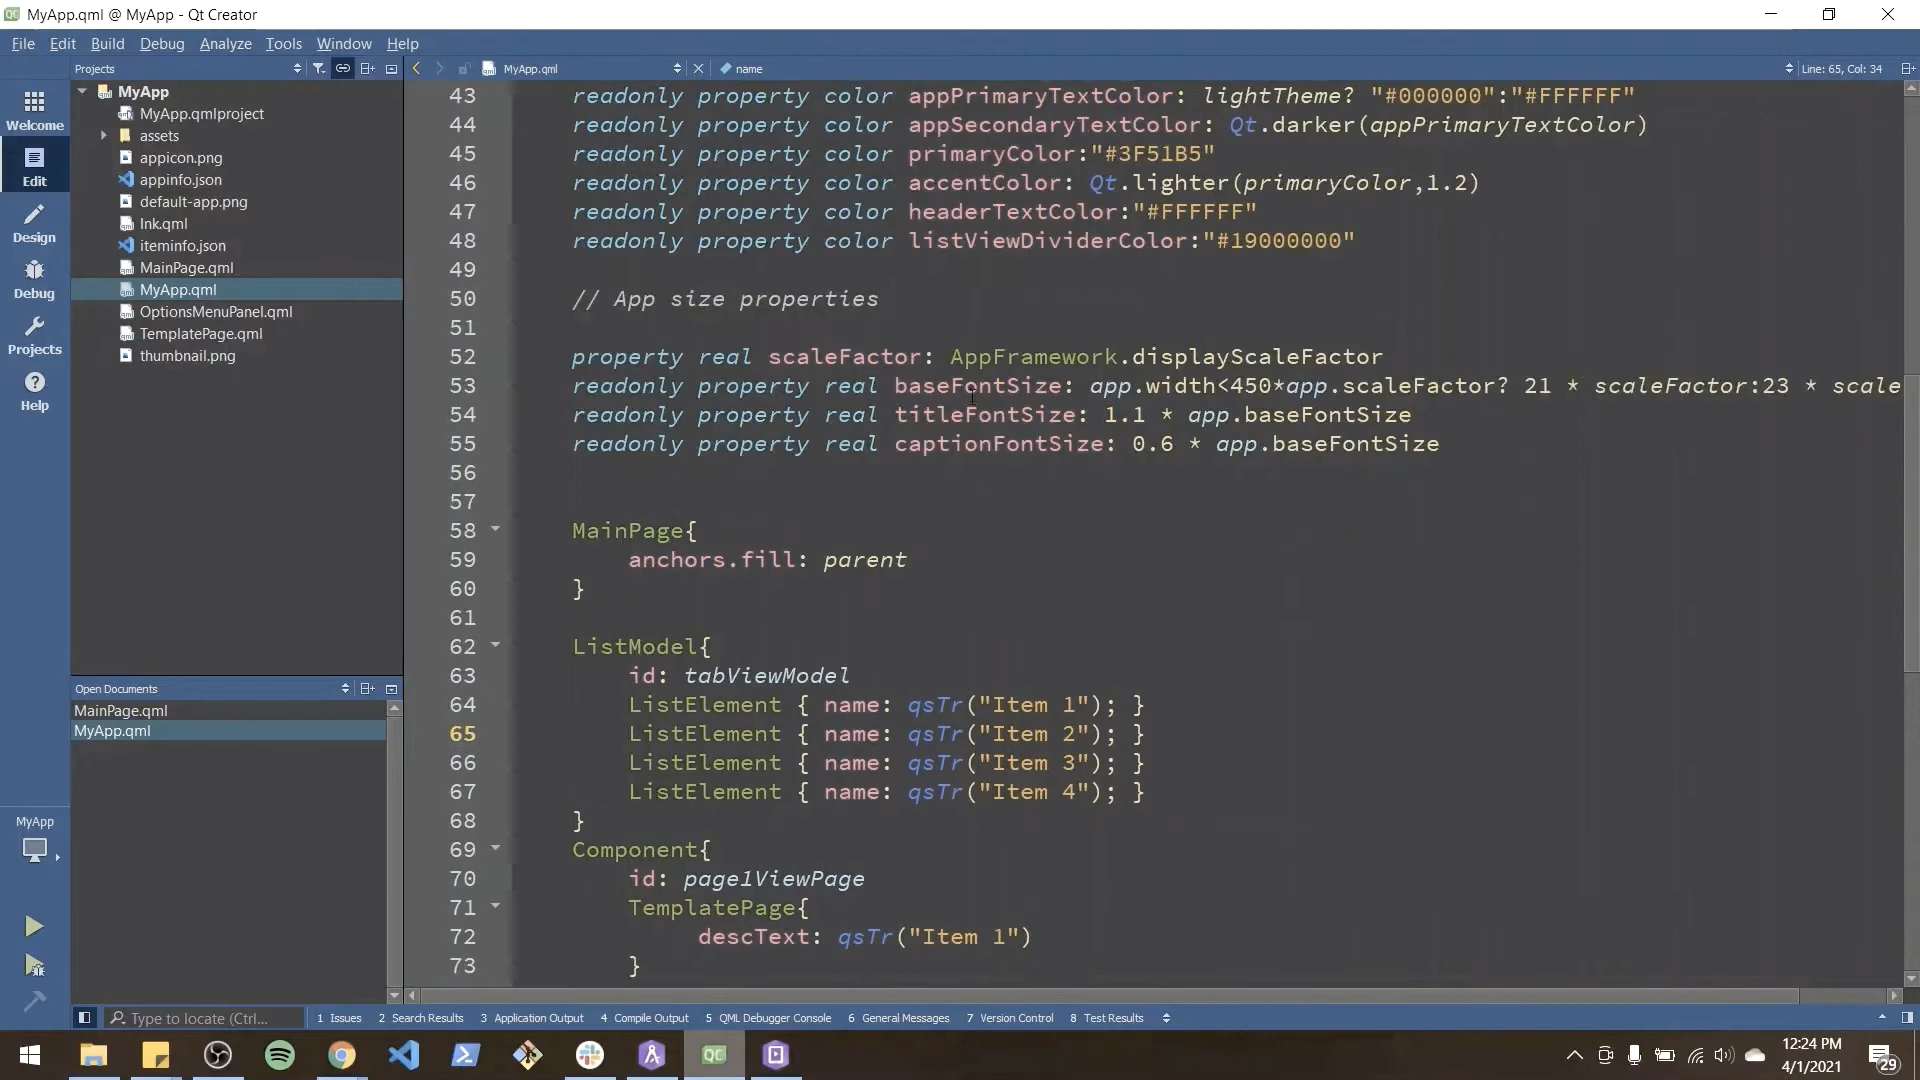 MyApp.qml @ MyApp - Qt Creator
File Edit Build Debug Analyze Tools Window Help
Projects
MyApp.qml
name
Line: 65, Col: 34
Welcome
Edit
Design
Debug
Projects
Help
MyApp
MyApp
MyApp.qmlproject
assets
appicon.png
appinfo.json
default-app.png
Ink.qml
iteminfo.json
MainPage.qml
MyApp.qml
OptionsMenuPanel.qml
TemplatePage.qml
thumbnail.png
Open Documents
MainPage.qml
MyApp.qml
43 readonly property color appPrimaryTextColor: lightTheme? "#000000":"#FFFFFF"
44 readonly property color appSecondaryTextColor: Qt.darker(appPrimaryTextColor)
45 readonly property color primaryColor:"#3F51B5"
46 readonly property color accentColor: Qt.lighter(primaryColor,1.2)
47 readonly property color headerTextColor:"#FFFFFF"
48 readonly property color listViewDividerColor:"#19000000"
49
50 // App size properties
51
52 property real scaleFactor: AppFramework.displayScaleFactor
53 readonly property real baseFontSize: app.width<450*app.scaleFactor? 21 * scaleFactor:23 * scale
54 readonly property real titleFontSize: 1.1 * app.baseFontSize
55 readonly property real captionFontSize: 0.6 * app.baseFontSize
56
57
58 MainPage{
59 anchors.fill: parent
60 }
61
62 ListModel{
63 id: tabViewModel
64 ListElement { name: qsTr("Item 1"); }
65 ListElement { name: qsTr("Item 2"); }
66 ListElement { name: qsTr("Item 3"); }
67 ListElement { name: qsTr("Item 4"); }
68 }
69 Component{
70 id: page1ViewPage
71 TemplatePage{
72 descText: qsTr("Item 1")
73 }
Type to locate (Ctrl...
1 Issues 2 Search Results 3 Application Output 4 Compile Output 5 QML Debugger Console 6 General Messages 7 Version Control 8 Test Results
QC
12:24 PM
4/1/2021
29